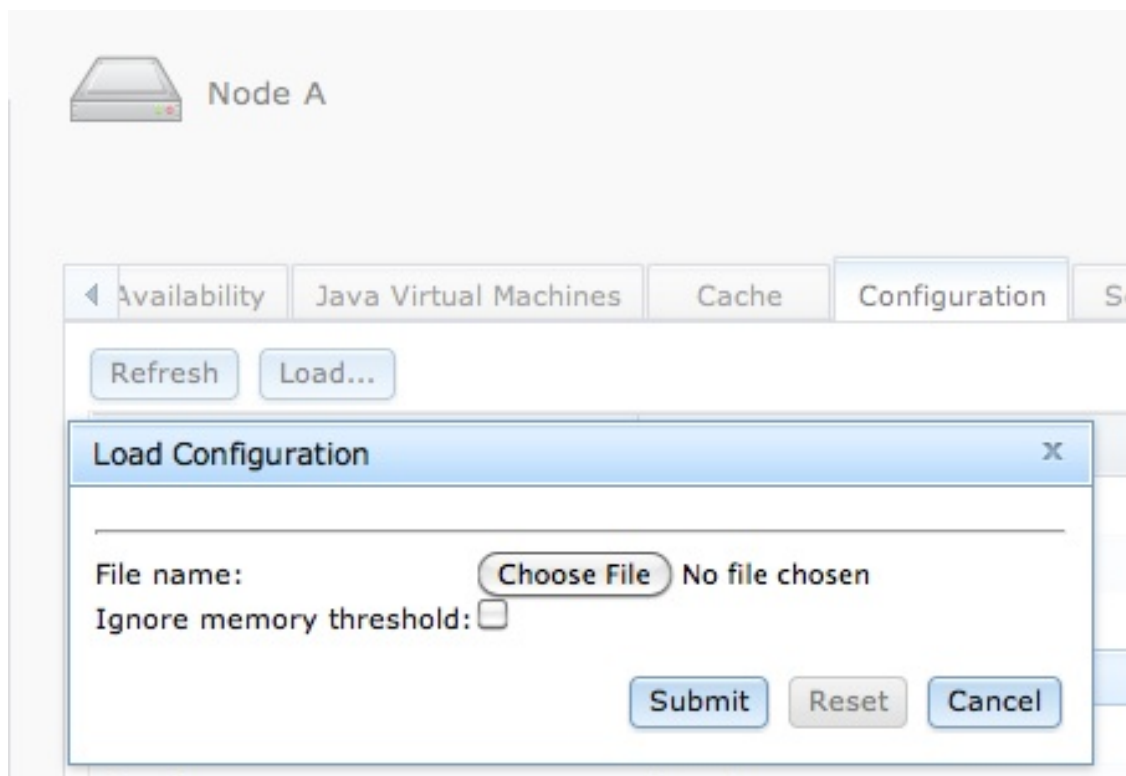 Node A
Availability Java Virtual Machines Cache Configuration
Refresh Load...
Load Configuration x
File name: Choose File No file chosen
Ignore memory threshold:
Submit Reset Cancel